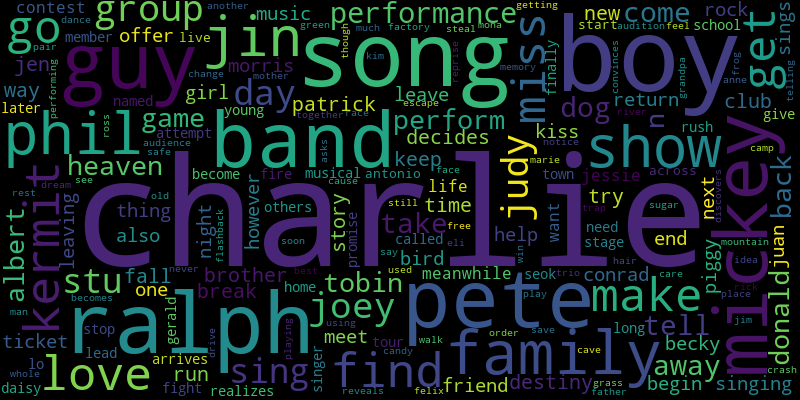 contest
dance
another
music
group
performance
getting
green
go
member
offer
live
jin
song
boy
come
new
rock
start
audition
feel
school
get
sings
pair
much
factory
steal
mona
though
guy
miss
jen
morris
girl
day
kim
reprise
memory
convinces
anne
frog
grandpa
telling
way
later
performing
named
young
patrick
leave
finally
return
club
give
phil
game
band
perform
dog
n
rush
mother
change
escape
together
race
ross
attempt
decides
kiss
show
audience
safe
asks
river
camp
heaven
keep
judy
musical
antonio
marie
town
jessie
across
become
fire
notice
kermit
rest
dream
see
old
charlie
mickey
trap
discovers
leaving
thing
others
night
flashback
however
story
promise
cause
face
life
try
next
sugar
back
albert
also
never
soon
take
time
still
free
called
say
eli
bird
help
want
need
stage
end
hair
piggy
juan
mountain
idea
stu
brother
home
used
meanwhile
win
seok
trio
conrad
care
place
rick
donald
man
becomes
fall
one
break
best
tobin
joey
pete
make
ralph
gerald
ticket
stop
arrives
drive
playing
using
meet
tour
play
save
long
tell
jim
becky
crash
lo
lead
run
sing
singer
candy
walk
order
cave
family
away
whole
daisy
love
fight
realizes
find
reveals
felix
friend
destiny
grass
father
begin
singing